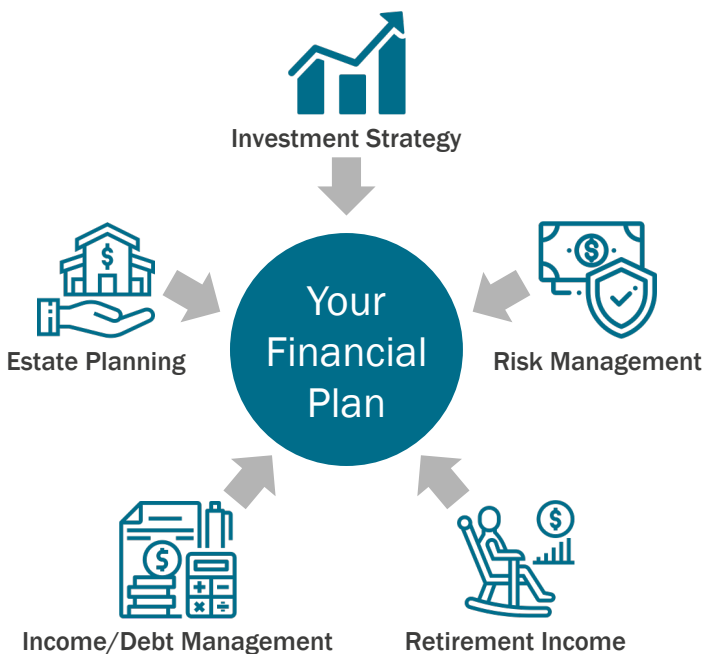 Investment Strategy
Your
Financial
Plan
$
Estate Planning
$
Risk Management
$
Income/Debt Management
$
Retirement Income